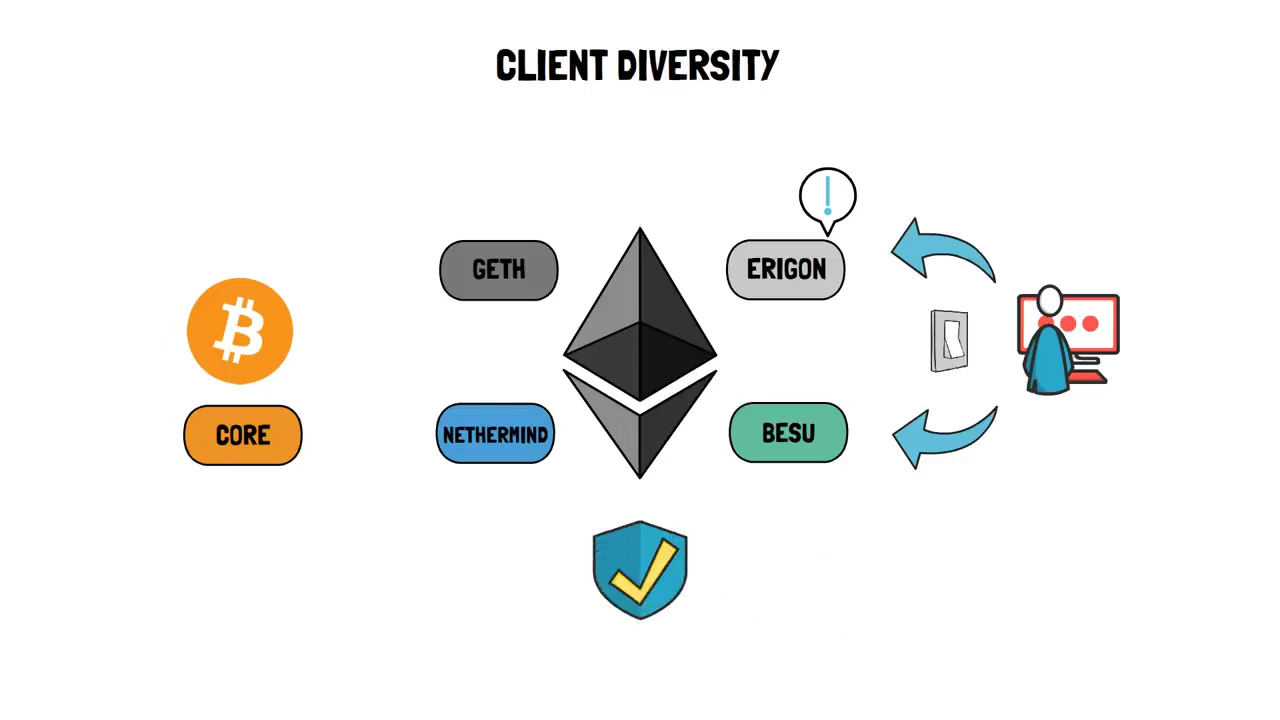 CLIENT DIVERSITY
GETH
ERIGON
CORE
NETHERMIND
BESU